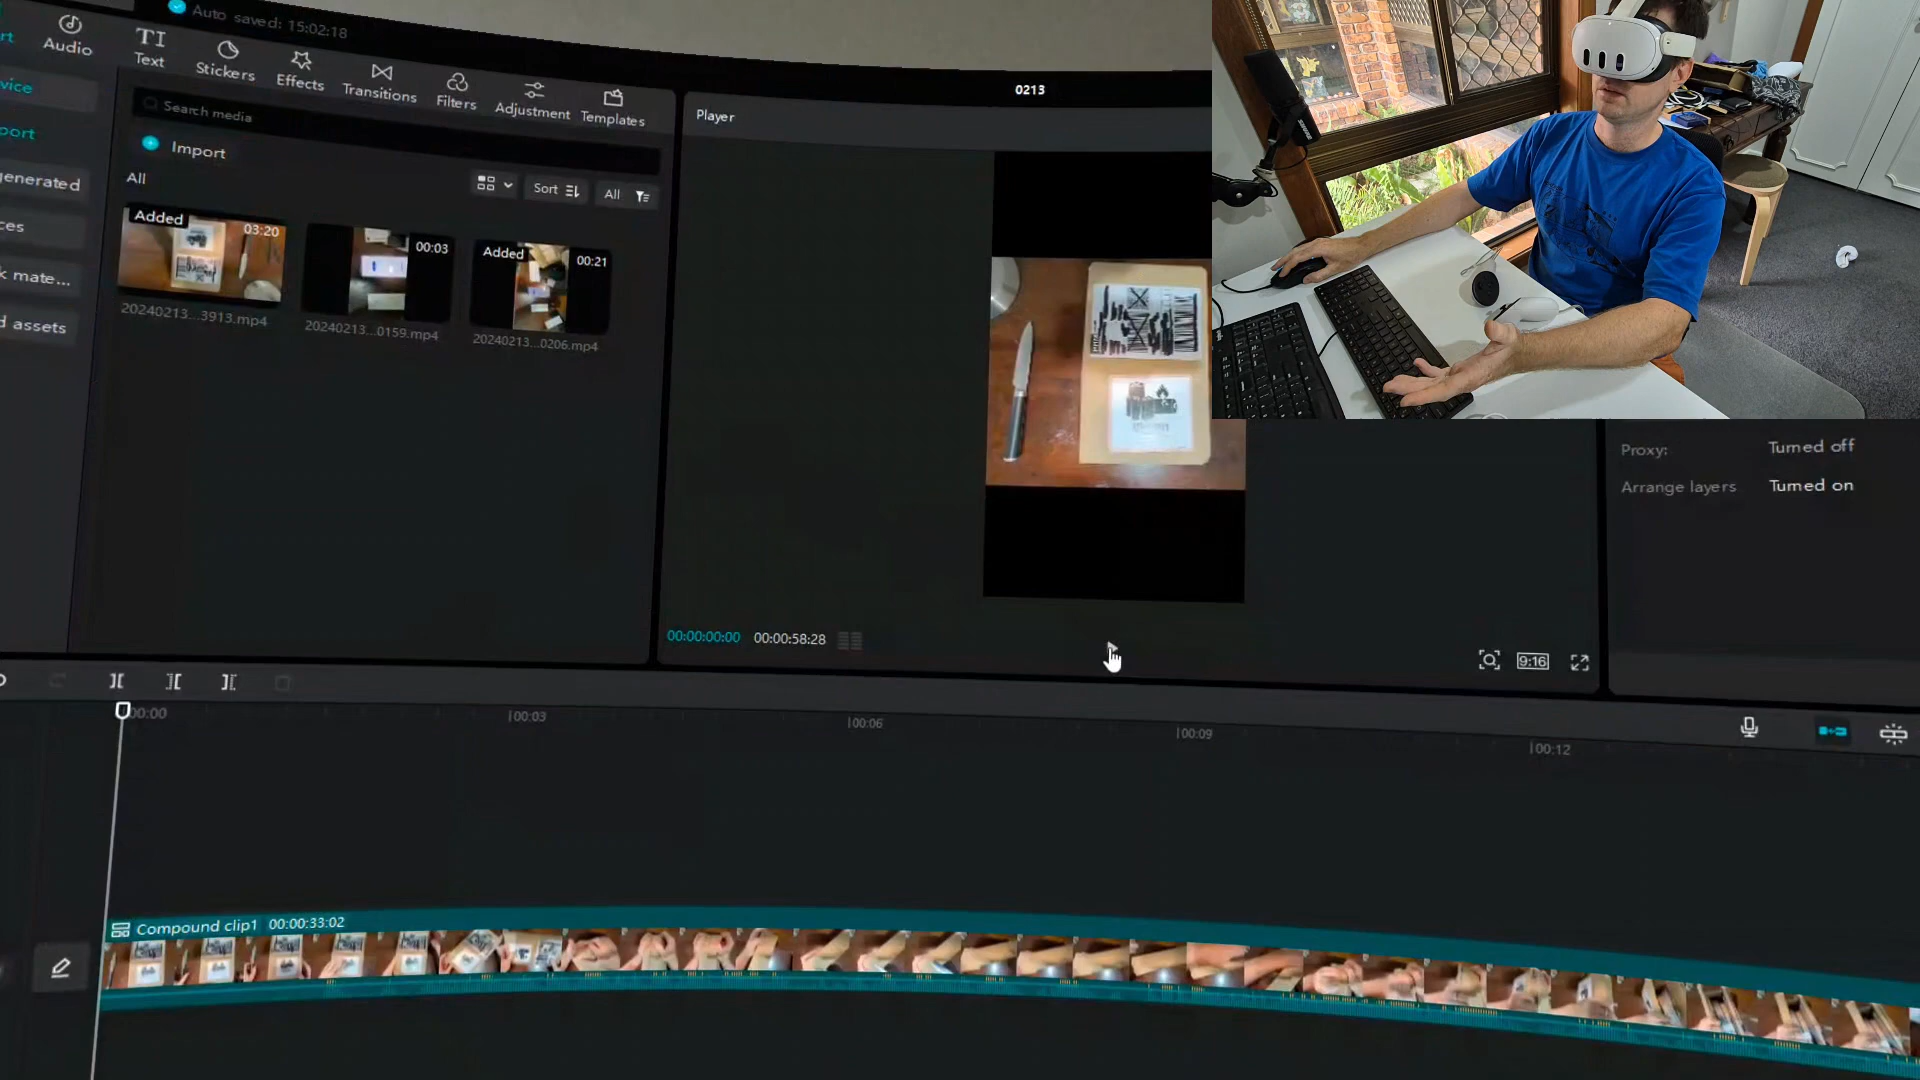 Auto saved: 15:02:18
Audio
Text
Stickers
Effects
Transitions
Filters
Adjustment
Templates
0213
Search media
Player
Import
All
Sort
All
Added
03:20
00:03
Added
00:21
20240213...3913.mp4
20240213...0159.mp4
20240213...0206.mp4
generated
k mate...
d assets
Proxy:
Turned off
Arrange layers
Turned on
00:00:00:00
00:00:58:28
9:16
00:00
00:03
00:06
00:09
00:12
Compound clip1
00:00:33:02